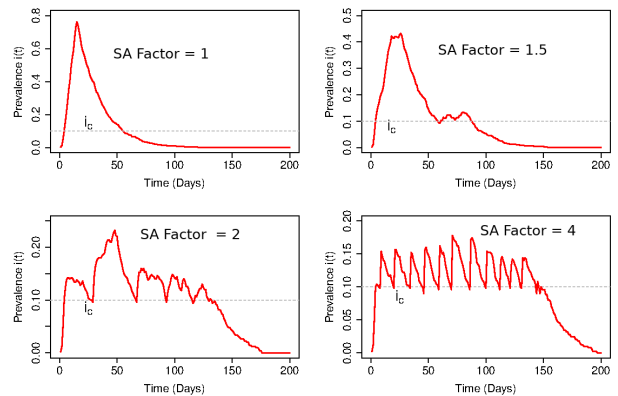 SA Factor = 1
Prevalence i(t)
0.0
0.2
0.4
0.6
0.8
i_c
0
50
100
150
200
Time (Days)
SA Factor = 1.5
Prevalence i(t)
0.0
0.1
0.2
0.3
0.4
0.5
i_c
0
50
100
150
200
Time (Days)
SA Factor = 2
Prevalence i(t)
0.00
0.10
0.20
i_c
0
50
100
150
200
Time (Days)
SA Factor = 4
Prevalence i(t)
0.00
0.05
0.10
0.15
0.20
i_c
0
50
100
150
200
Time (Days)